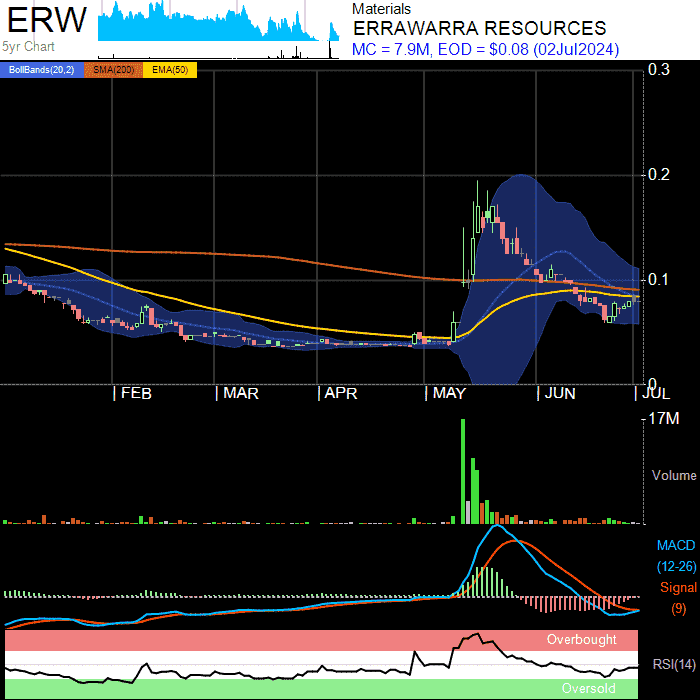 ERW
5yr Chart
Materials
ERRAWARRA RESOURCES
MC = 7.9M, EOD = $0.08 (02Jul2024)
BollBands(20,2) SMA(200) EMA(50)
0.3
0.2
0.1
0
FEB MAR APR MAY JUN JUL
17M
Volume
MACD
(12-26)
Signal
(9)
Overbought
RSI(14)
Oversold